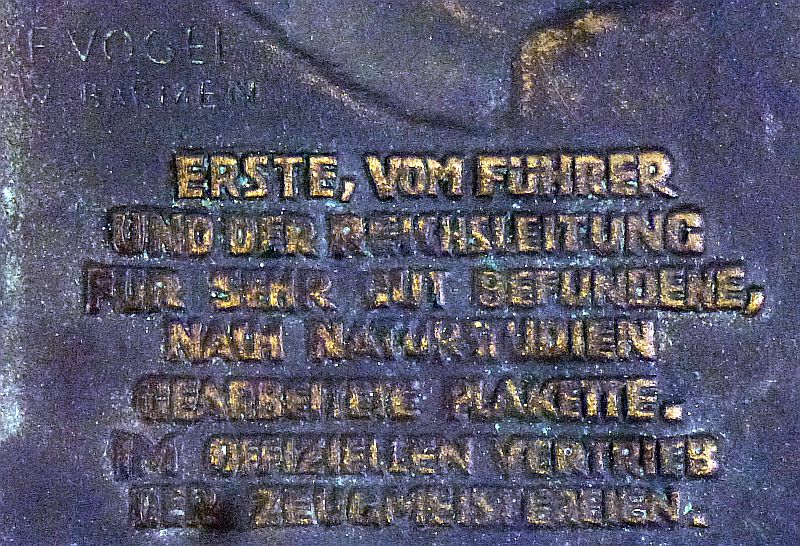 F VOGEL
W. BARMEN
ERSTE, VOM FÜHRER
UND DER REICHSLEITUNG
FÜR SEHR GUT BEFUNDENE,
NACH NATURSTUDIEN
GEARBEITETE PLAKETTE.
IM OFFIZIELLEN VERTRIEB
DER ZEUGMEISTEREIEN.